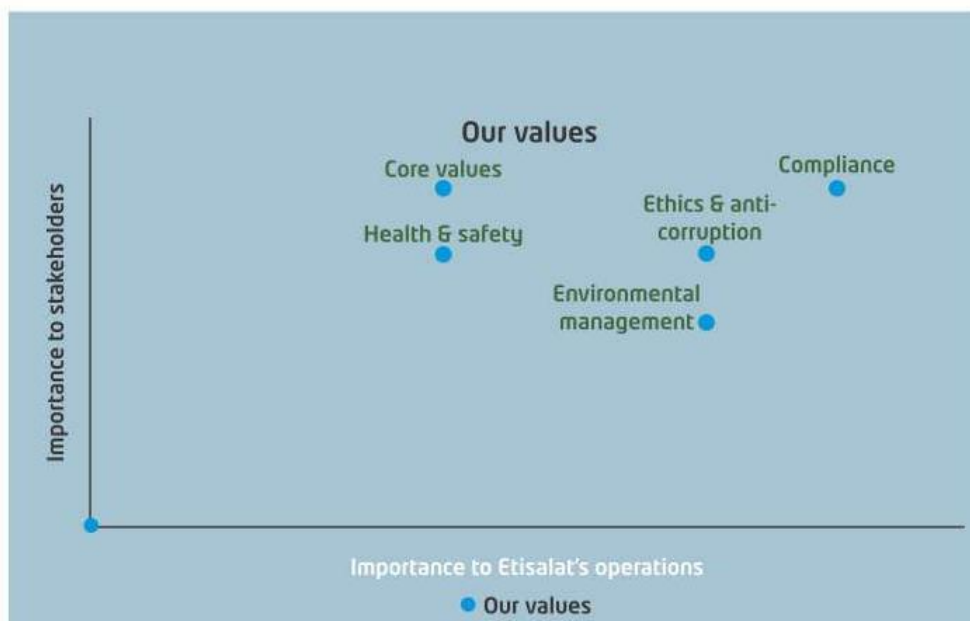 Our values
Core values
Compliance
Ethics & anti-
corruption
Health & safety
Environmental
management
Importance to stakeholders
Importance to Etisalat's operations
Our values